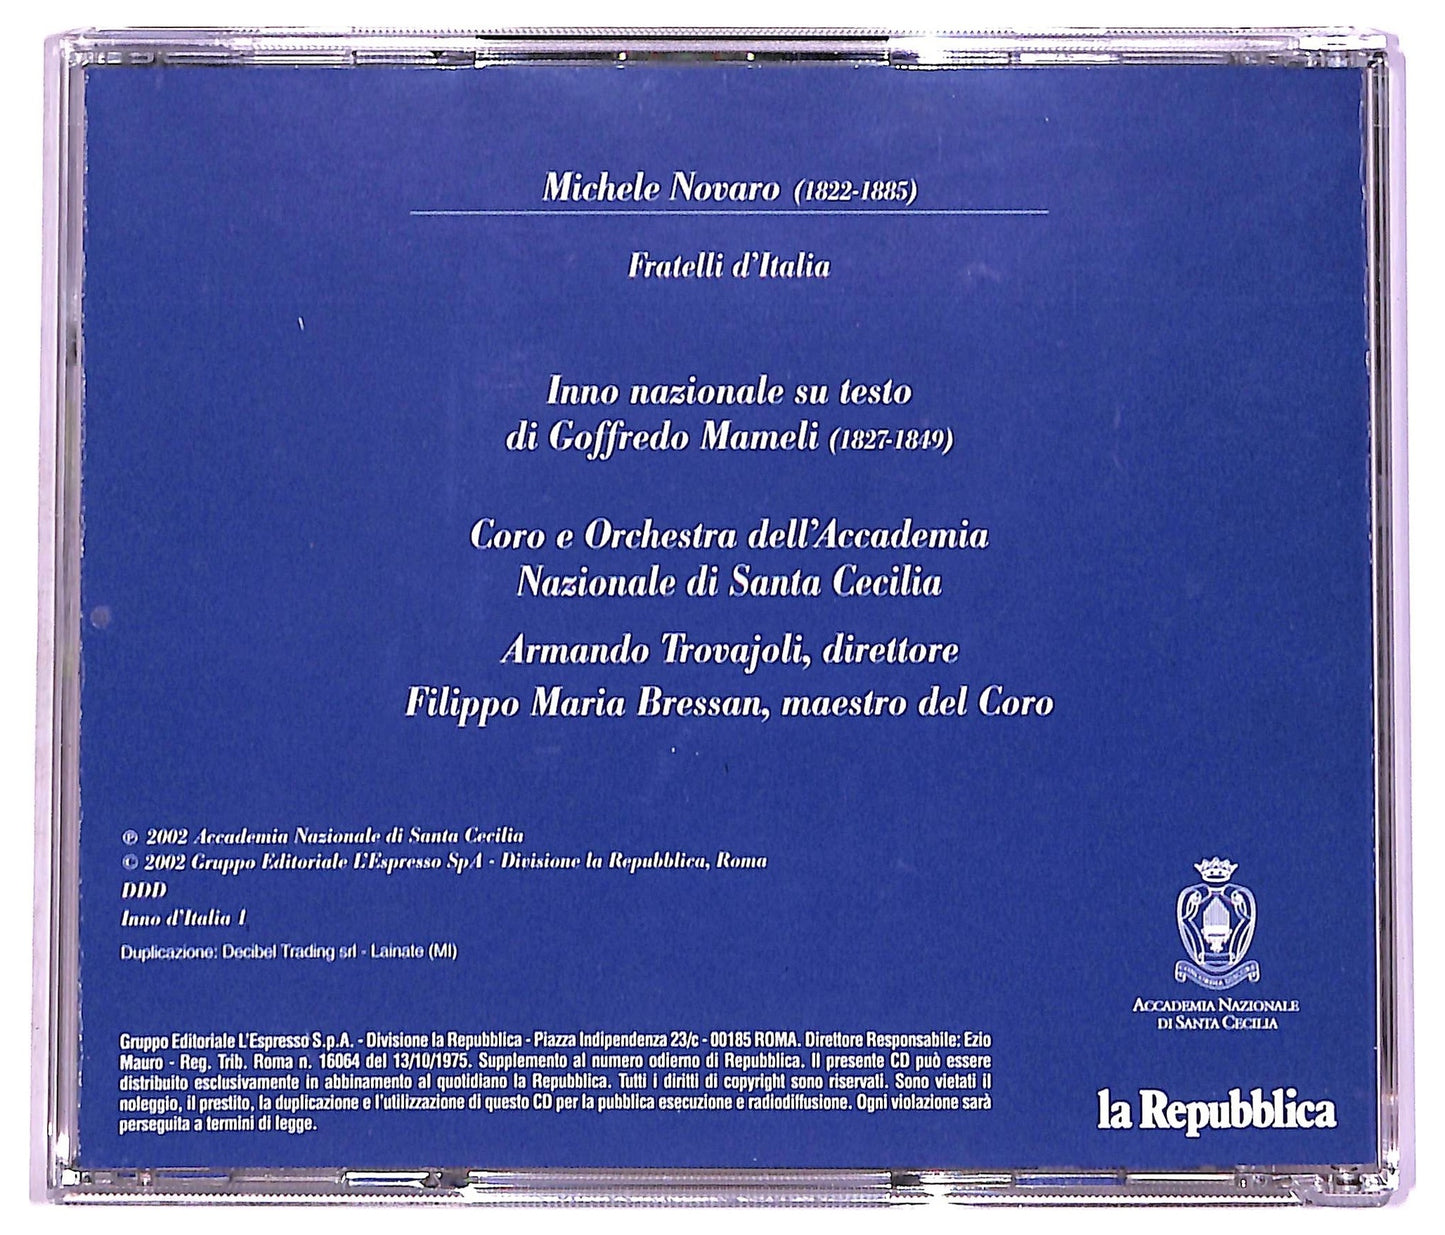 Michele Novaro (1822-1885)
Fratelli d'Italia
Inno nazionale su testo
di Goffredo Mameli (1827-1849)
Coro e Orchestra dell'Accademia
Nazionale di Santa Cecilia
Armando Trovajoli, direttore
Filippo Maria Bressan, maestro del Coro
℗ 2002 Accademia Nazionale di Santa Cecilia
© 2002 Gruppo Editoriale L'Espresso SpA - Divisione la Repubblica, Roma
DDD
Inno d'Italia 1
Duplicazione: Decibel Trading srl - Lainate (MI)
ACCADEMIA NAZIONALE
DI SANTA CECILIA
Gruppo Editoriale L'Espresso S.p.A. - Divisione la Repubblica - Piazza Indipendenza 23/c - 00185 ROMA. Direttore Responsabile: Ezio
Mauro - Reg. Trib. Roma n. 16064 del 13/10/1975. Supplemento al numero odierno di Repubblica. Il presente CD può essere
distribuito esclusivamente in abbinamento al quotidiano la Repubblica. Tutti i diritti di copyright sono riservati. Sono vietati il
noleggio, il prestito, la duplicazione e l'utilizzazione di questo CD per la pubblica esecuzione e radiodiffusione. Ogni violazione sarà
perseguita a termini di legge.
la Repubblica